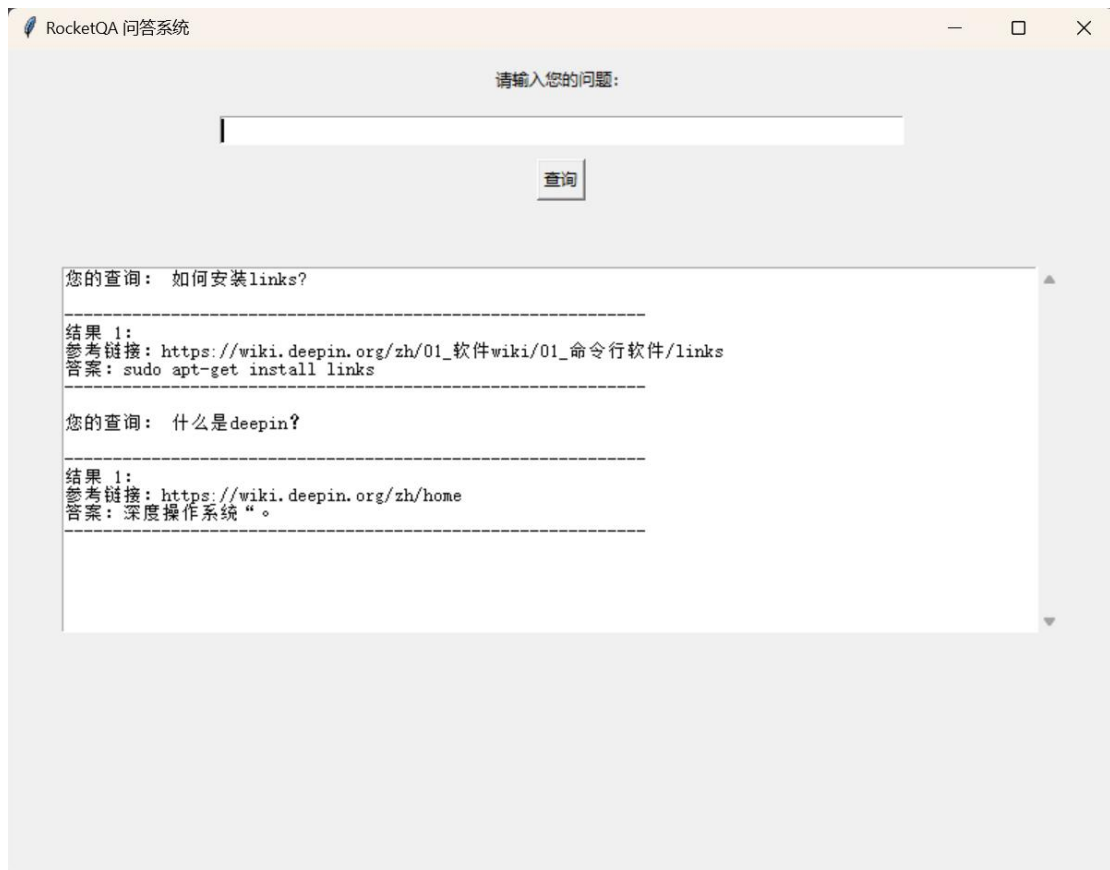 RocketQA 问答系统
请输入您的问题:
查询
您的查询： 如何安装links?
------------------------------------------------------------
结果 1:
参考链接: https://wiki.deepin.org/zh/01_软件wiki/01_命令行软件/links
答案: sudo apt-get install links
------------------------------------------------------------
您的查询： 什么是deepin？
------------------------------------------------------------
结果 1:
参考链接: https://wiki.deepin.org/zh/home
答案: 深度操作系统“。
------------------------------------------------------------